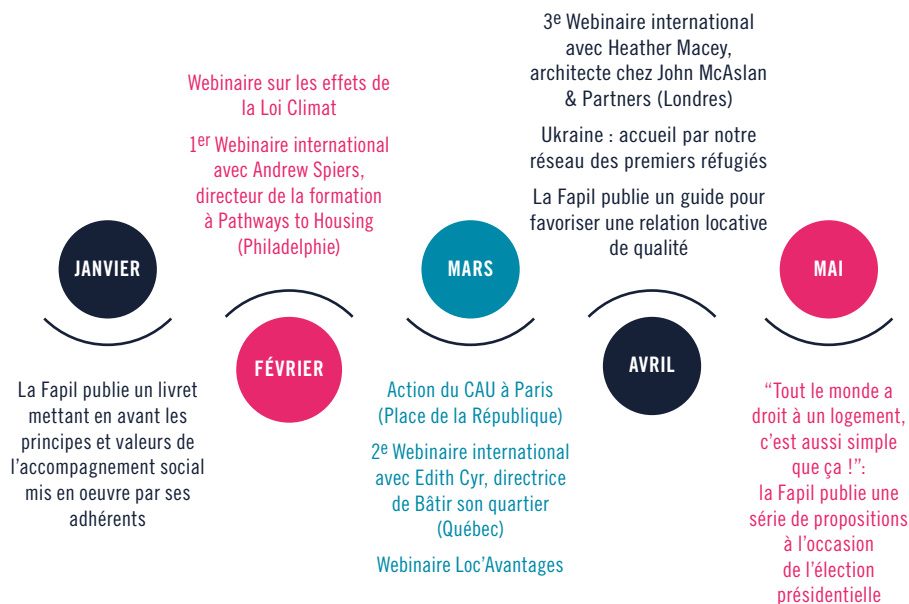 JANVIER
La Fapil publie un livret
mettant en avant les
principes et valeurs de
l'accompagnement social
mis en oeuvre par ses
adhérents
Webinaire sur les effets de
la Loi Climat
1er Webinaire international
avec Andrew Spiers,
directeur de la formation
à Pathways to Housing
(Philadelphie)
FÉVRIER
MARS
Action du CAU à Paris
(Place de la République)
2e Webinaire international
avec Edith Cyr, directrice
de Bâtir son quartier
(Québec)
Webinaire Loc'Avantages
3e Webinaire international
avec Heather Macey,
architecte chez John McAslan
& Partners (Londres)
Ukraine : accueil par notre
réseau des premiers réfugiés
La Fapil publie un guide pour
favoriser une relation locative
de qualité
AVRIL
MAI
“Tout le monde a
droit à un logement,
c'est aussi simple
que ça !”:
la Fapil publie une
série de propositions
à l'occasion
de l'élection
présidentielle